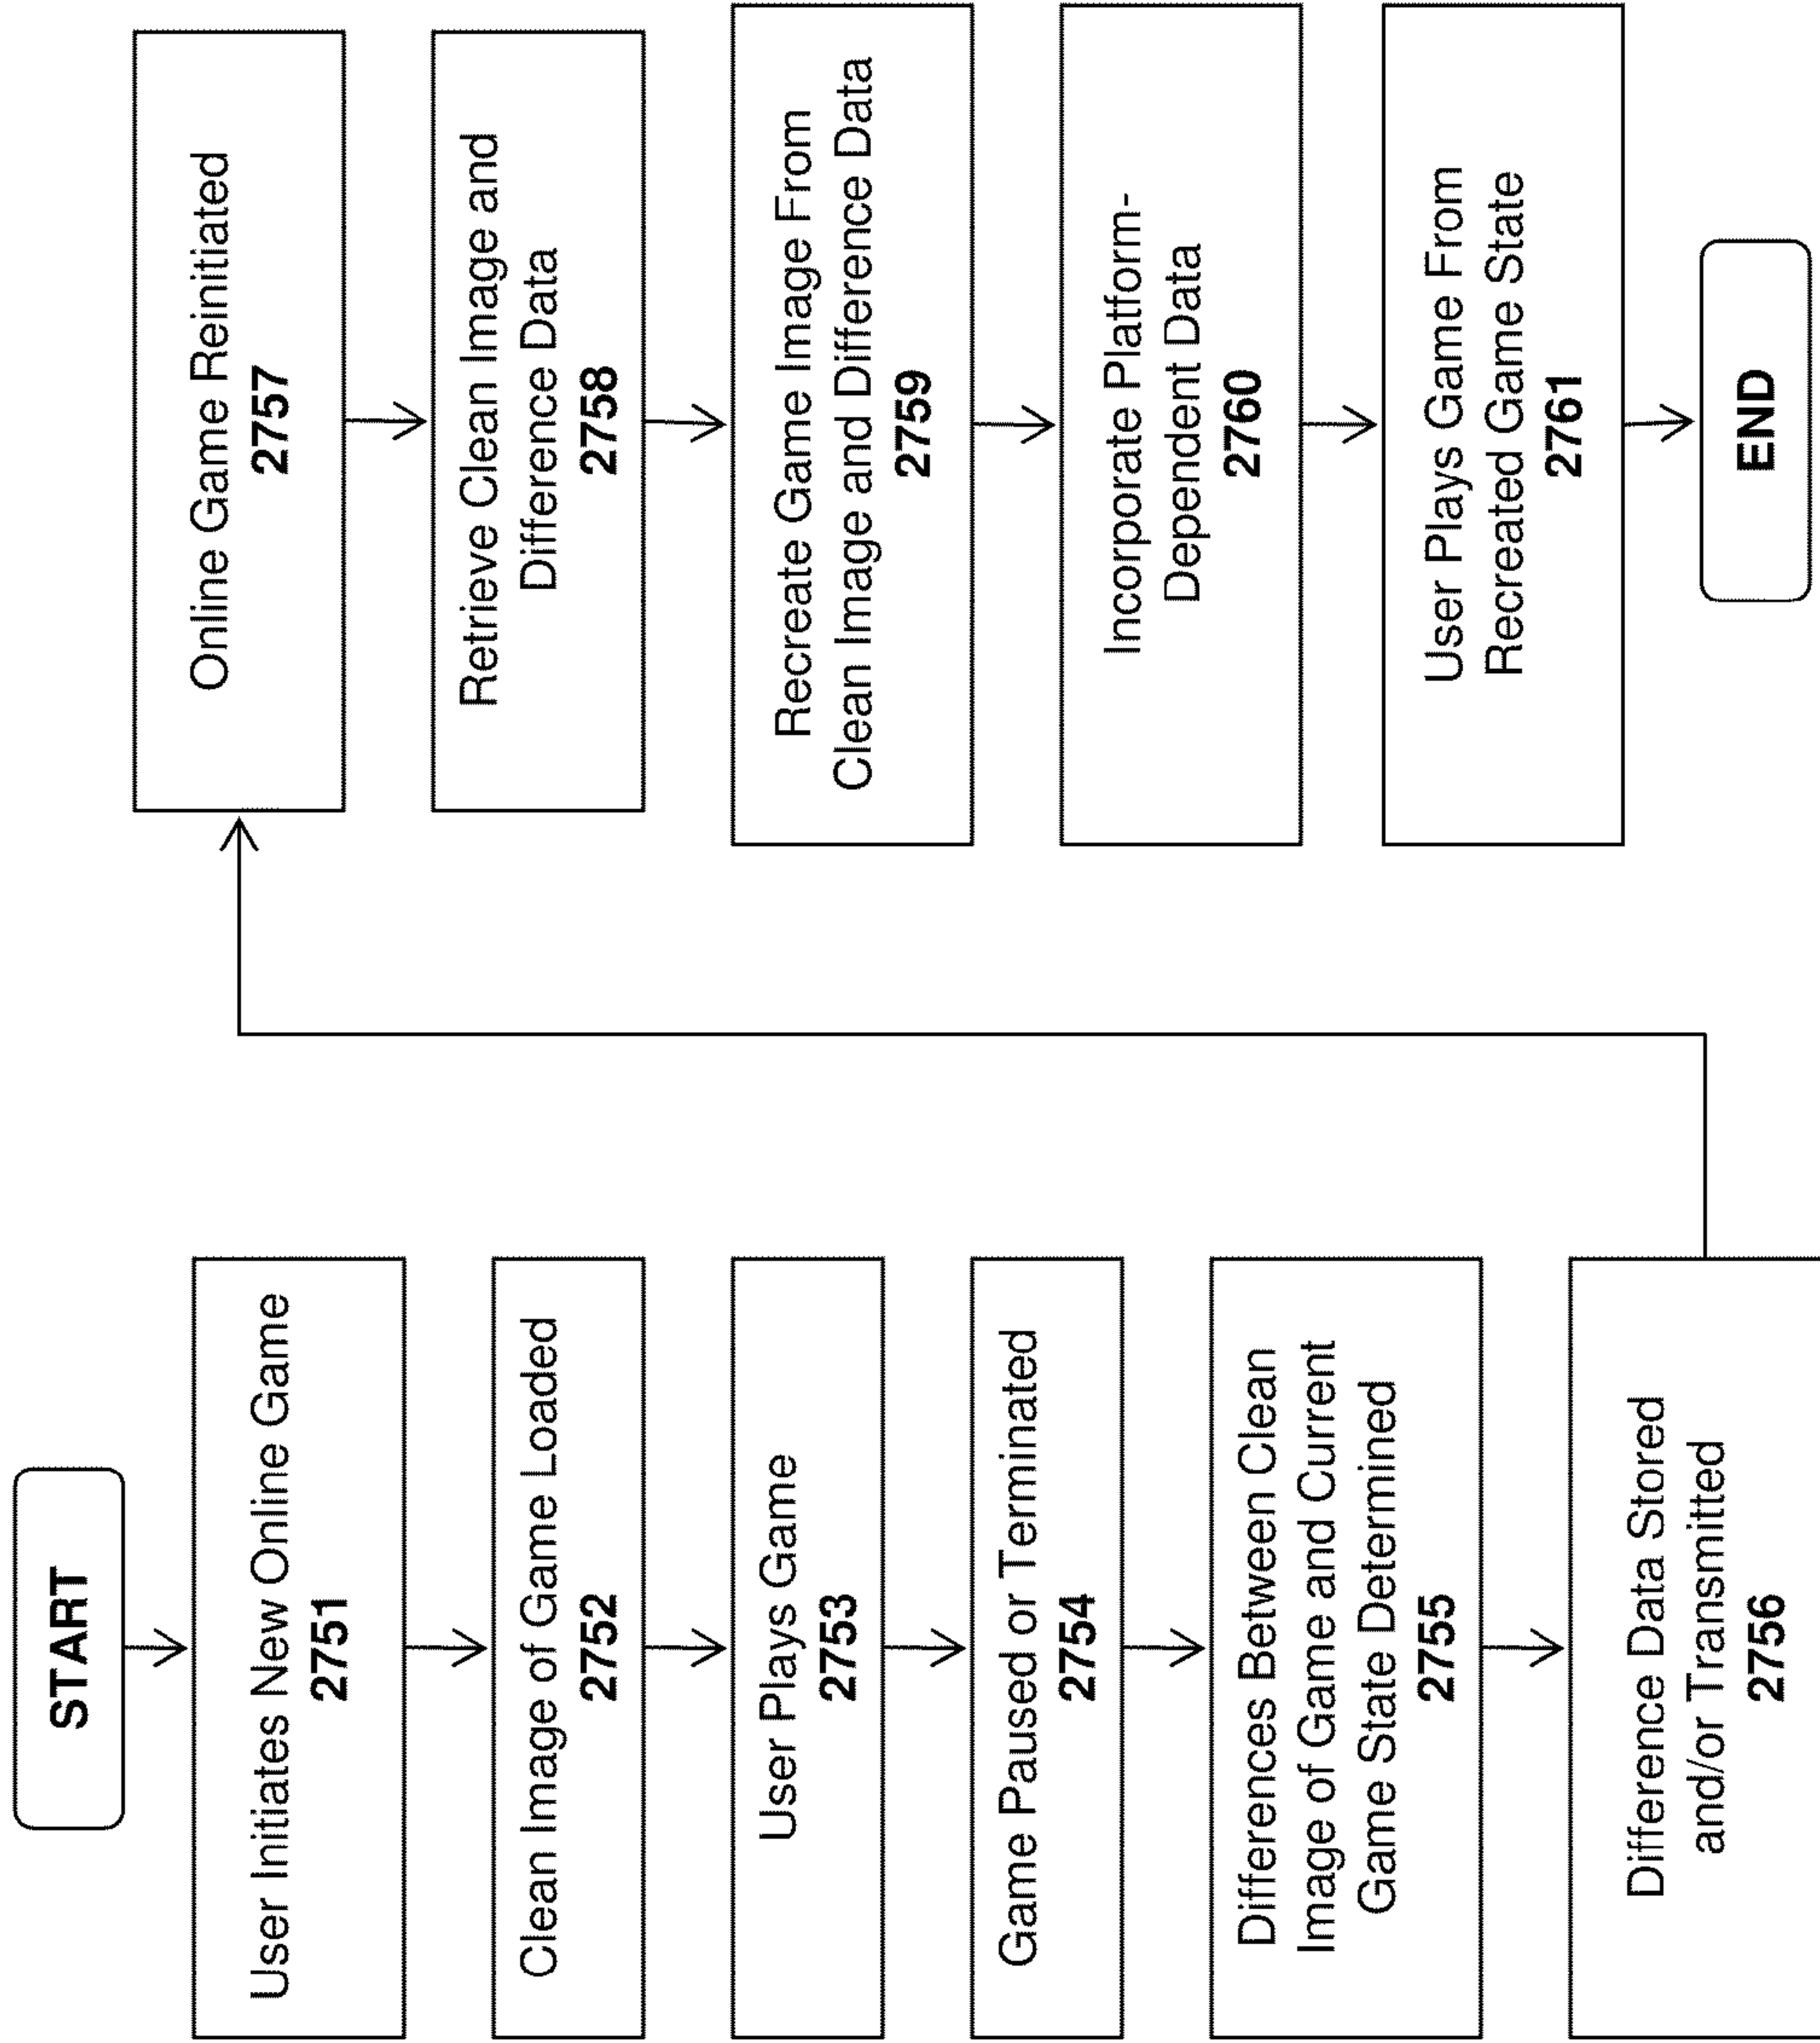 START
User Initiates New Online Game
2751
Clean Image of Game Loaded
2752
User Plays Game
2753
Game Paused or Terminated
2754
Differences Between Clean
Image of Game and Current
Game State Determined
2755
Difference Data Stored
and/or Transmitted
2756
Online Game Reinitiated
2757
Retrieve Clean Image and
Difference Data
2758
Recreate Game Image From
Clean Image and Difference Data
2759
Incorporate Platform-
Dependent Data
2760
User Plays Game From
Recreated Game State
2761
END